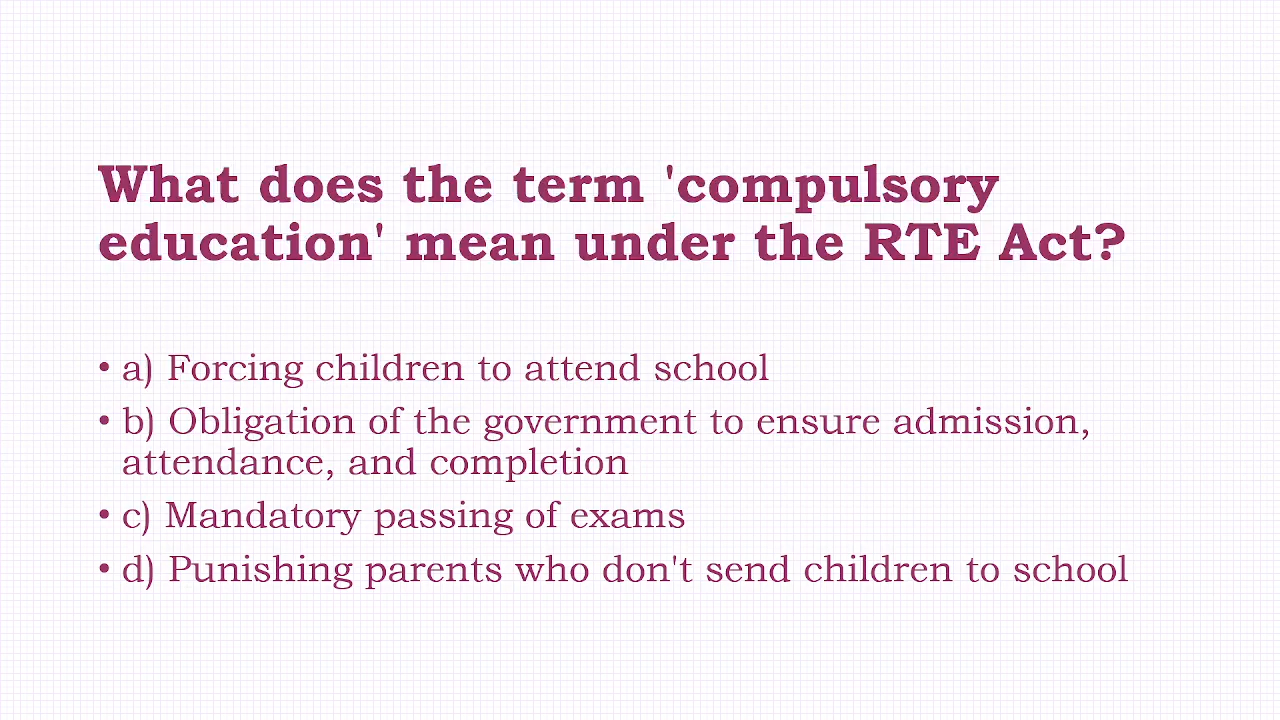 What does the term 'compulsory
education' mean under the RTE Act?
• a) Forcing children to attend school
• b) Obligation of the government to ensure admission,
attendance, and completion
• c) Mandatory passing of exams
• d) Punishing parents who don't send children to school